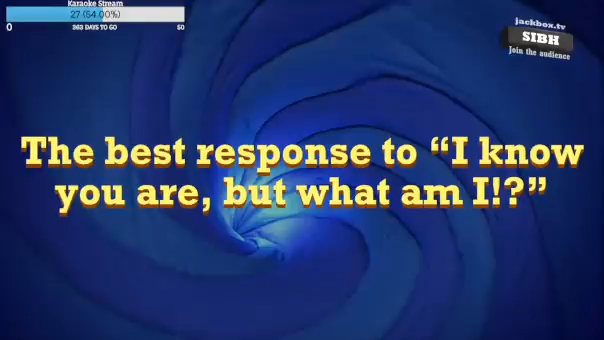 Karaoke Stream
27 (54.00%)
0 363 DAYS TO GO 50
jackbox.tv
SIBH
Join the audience
The best response to “I know
you are, but what am I!?”